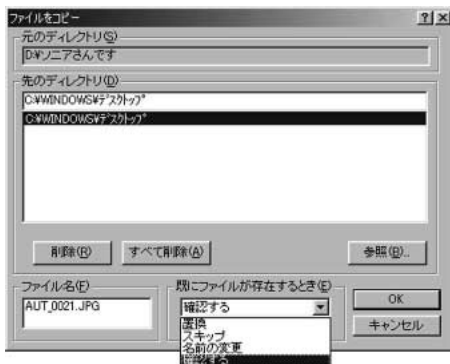 ファイルをコピー
元のディレクトリ(S)
D:¥ソニアさんです
先のディレクトリ(D)
C:¥WINDOWS¥ﾃﾞｽｸﾄｯﾌﾟ
C:¥WINDOWS¥ﾃﾞｽｸﾄｯﾌﾟ
削除(R)
すべて削除(A)
参照(B)...
ファイル名(F)
既にファイルが存在するとき(E)
AUT_0021.JPG
確認する
OK
置換
スキップ
キャンセル
名前の変更
確認する